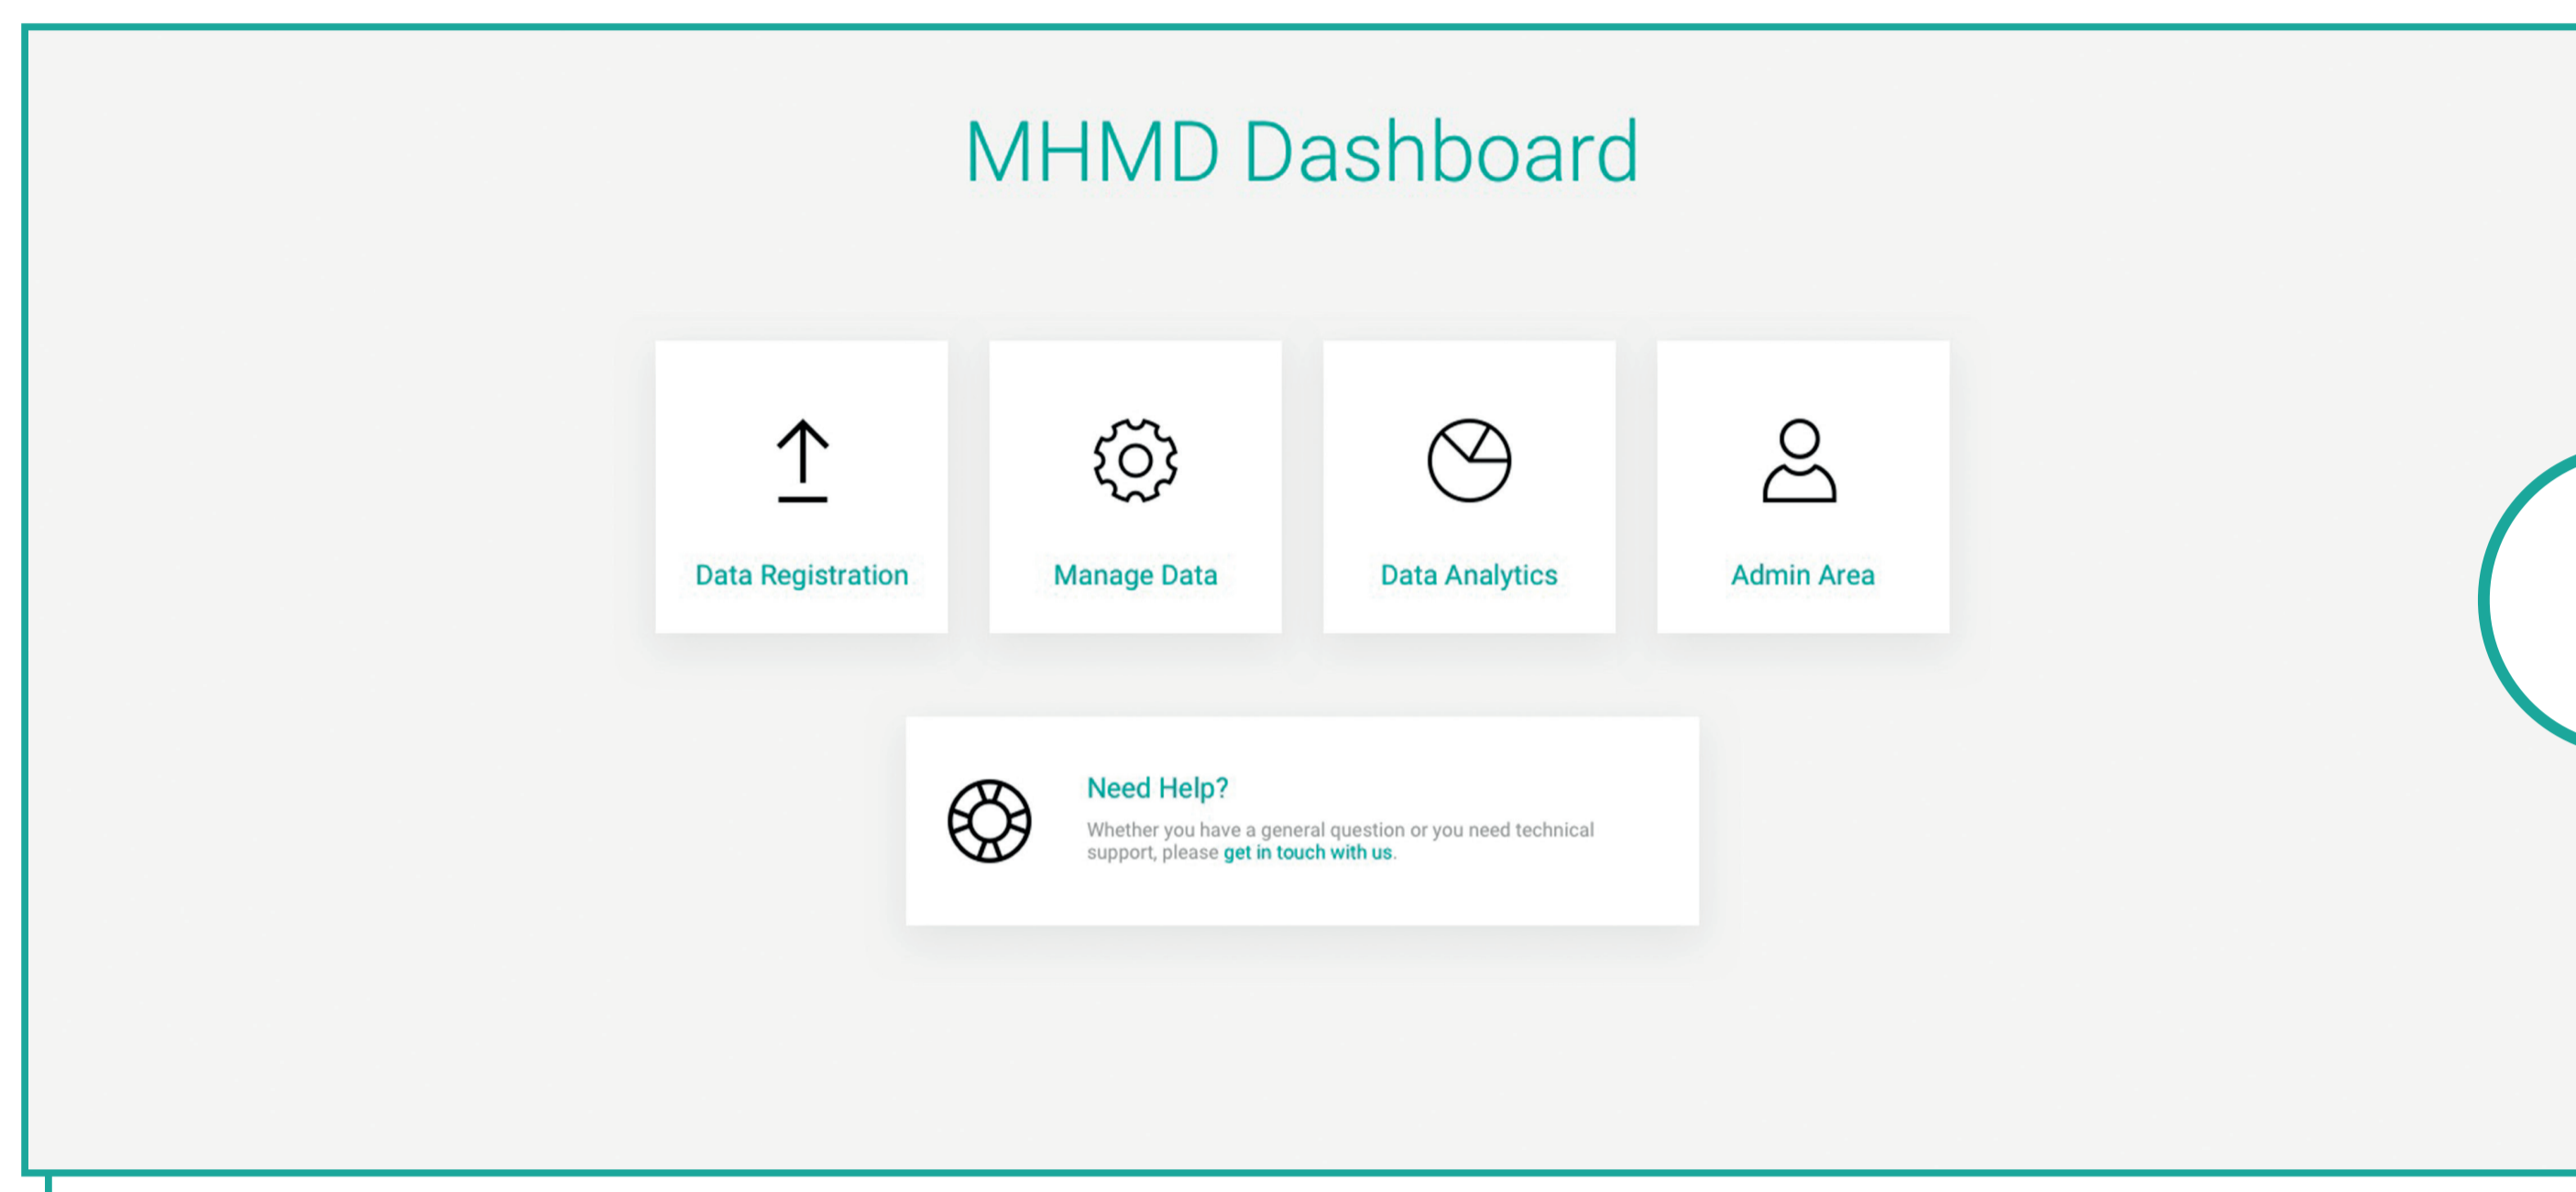 MHMD Dashboard
Data Registration
Manage Data
Data Analytics
Admin Area
Need Help?
Whether you have a general question or you need technical
support, please get in touch with us.